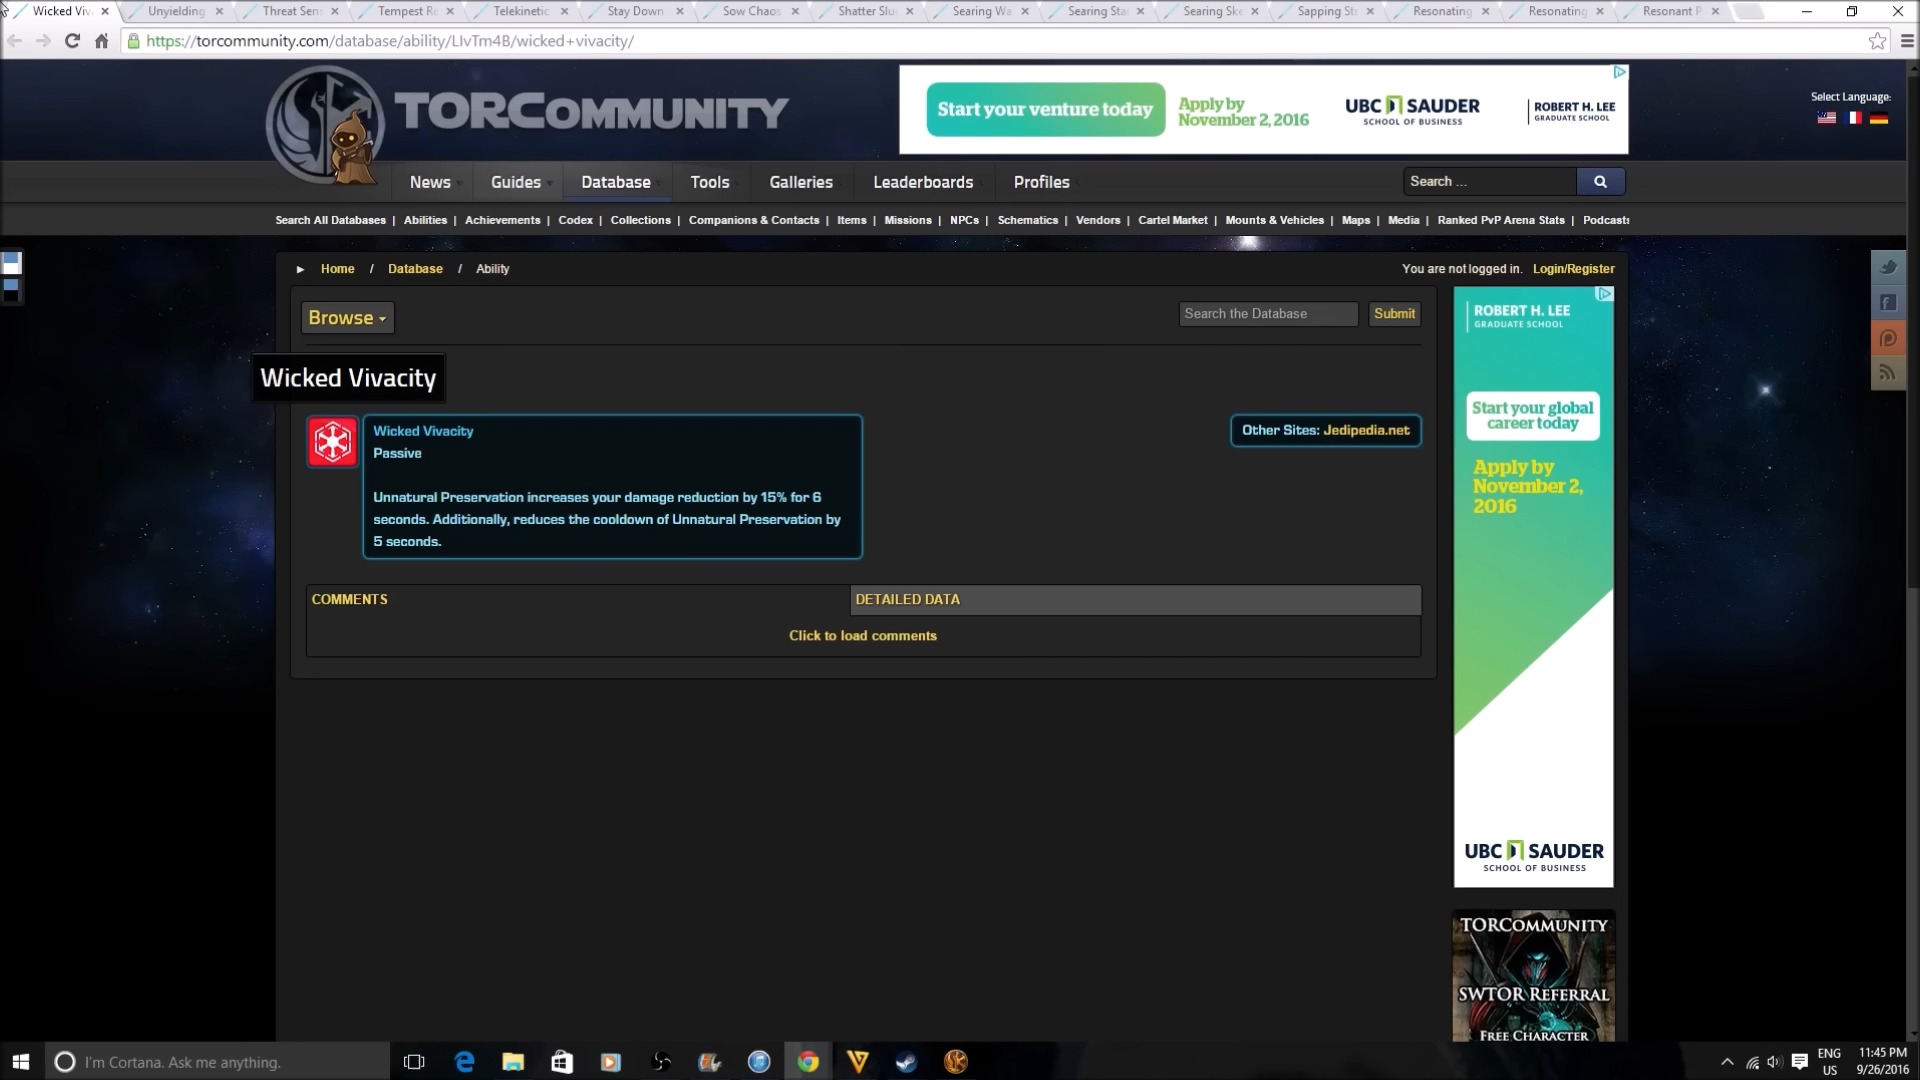 Wicked Viv
Unyielding
Threat Sen
Tempest Ro
Telekinetic
Stay Down
Sow Chaos
Shatter Slu
Searing Wa
Searing Sta
Searing Ske
Sapping St
Resonating
Resonating
Resonant P
https://torcommunity.com/database/ability/LIvTm4B/wicked+vivacity/
TORCOMMUNITY
Start your venture today
Apply by
November 2, 2016
UBC SAUDER
SCHOOL OF BUSINESS
ROBERT H. LEE
GRADUATE SCHOOL
Select Language:
News
Guides
Database
Tools
Galleries
Leaderboards
Profiles
Search ...
Search All Databases | Abilities | Achievements | Codex | Collections | Companions & Contacts | Items | Missions | NPCs | Schematics | Vendors | Cartel Market | Mounts & Vehicles | Maps | Media | Ranked PvP Arena Stats | Podcasts
Home / Database / Ability
You are not logged in. Login/Register
Browse
Search the Database
Submit
Wicked Vivacity
Wicked Vivacity
Passive
Unnatural Preservation increases your damage reduction by 15% for 6
seconds. Additionally, reduces the cooldown of Unnatural Preservation by
5 seconds.
Other Sites: Jedipedia.net
COMMENTS
DETAILED DATA
Click to load comments
ROBERT H. LEE
GRADUATE SCHOOL
Start your global
career today
Apply by
November 2,
2016
UBC SAUDER
SCHOOL OF BUSINESS
TORCOMMUNITY
SWTOR REFERRAL
FREE CHARACTER
I'm Cortana. Ask me anything.
ENG
US
11:45 PM
9/26/2016